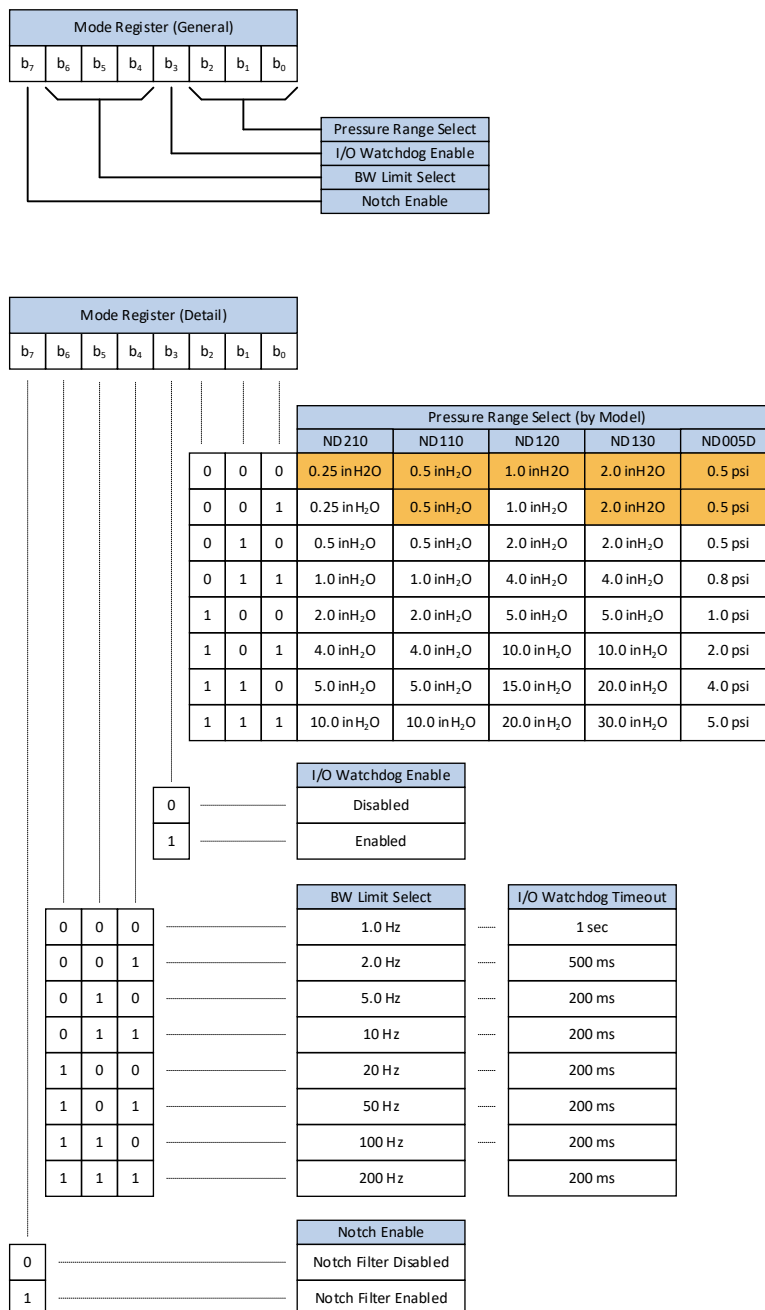 Mode Register (General)
b₇ b₆ b₅ b₄ b₃ b₂ b₁ b₀
Pressure Range Select
I/O Watchdog Enable
BW Limit Select
Notch Enable
Mode Register (Detail)
b₇ b₆ b₅ b₄ b₃ b₂ b₁ b₀
Pressure Range Select (by Model)
ND210 ND110 ND120 ND130 ND005D
0 0 0 0.25 inH2O 0.5 inH₂O 1.0 inH2O 2.0 inH2O 0.5 psi
0 0 1 0.25 inH₂O 0.5 inH₂O 1.0 inH₂O 2.0 inH2O 0.5 psi
0 1 0 0.5 inH₂O 0.5 inH₂O 2.0 inH₂O 2.0 inH₂O 0.5 psi
0 1 1 1.0 inH₂O 1.0 inH₂O 4.0 inH₂O 4.0 inH₂O 0.8 psi
1 0 0 2.0 inH₂O 2.0 inH₂O 5.0 inH₂O 5.0 inH₂O 1.0 psi
1 0 1 4.0 inH₂O 4.0 inH₂O 10.0 inH₂O 10.0 inH₂O 2.0 psi
1 1 0 5.0 inH₂O 5.0 inH₂O 15.0 inH₂O 20.0 inH₂O 4.0 psi
1 1 1 10.0 inH₂O 10.0 inH₂O 20.0 inH₂O 30.0 inH₂O 5.0 psi
I/O Watchdog Enable
0 Disabled
1 Enabled
BW Limit Select I/O Watchdog Timeout
0 0 0 1.0 Hz 1 sec
0 0 1 2.0 Hz 500 ms
0 1 0 5.0 Hz 200 ms
0 1 1 10 Hz 200 ms
1 0 0 20 Hz 200 ms
1 0 1 50 Hz 200 ms
1 1 0 100 Hz 200 ms
1 1 1 200 Hz 200 ms
Notch Enable
0 Notch Filter Disabled
1 Notch Filter Enabled